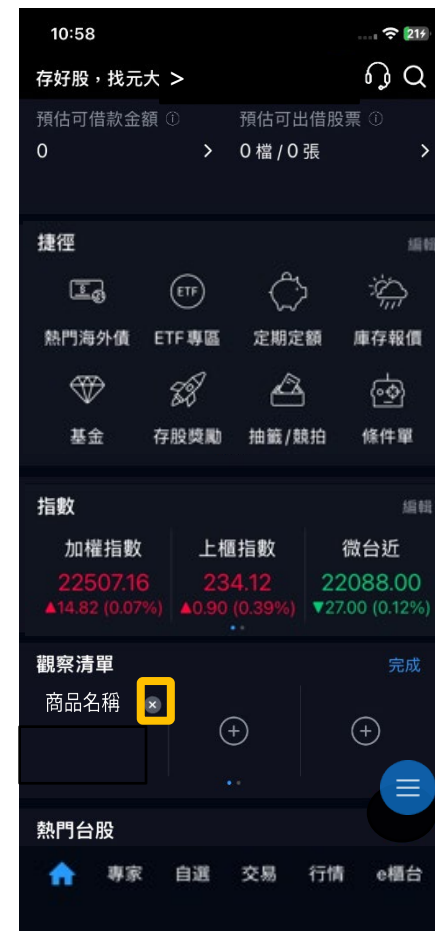 10:58
21
存好股，找元大 >
預估可借款金額 預估可出借股票
0 > 0 檔 / 0 張 >
捷徑 編輯
熱門海外債 ETF 專區 定期定額 庫存報價
ETF
基金 存股獎勵 抽籤/競拍 條件單
指數 編輯
加權指數 上櫃指數 微台近
22507.16 234.12 22088.00
▲14.82 (0.07%) ▲0.90 (0.39%) ▼27.00 (0.12%)
觀察清單 完成
商品名稱
熱門台股
專家 自選 交易 行情 e櫃台